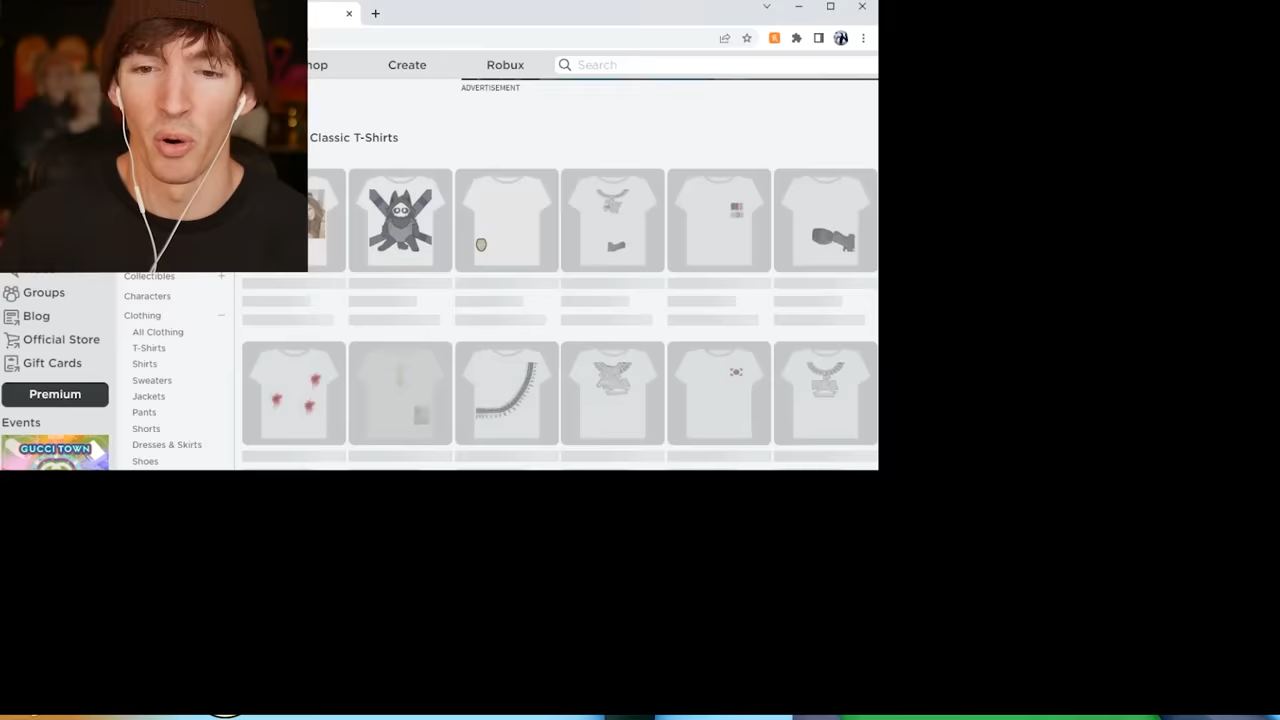 hop
Create
Robux
Search
ADVERTISEMENT
Classic T-Shirts
Collectibles
Groups
Characters
Blog
Clothing
Official Store
All Clothing
T-Shirts
Gift Cards
Shirts
Sweaters
Premium
Jackets
Pants
Events
Shorts
Dresses & Skirts
GUCCI TOWN
Shoes